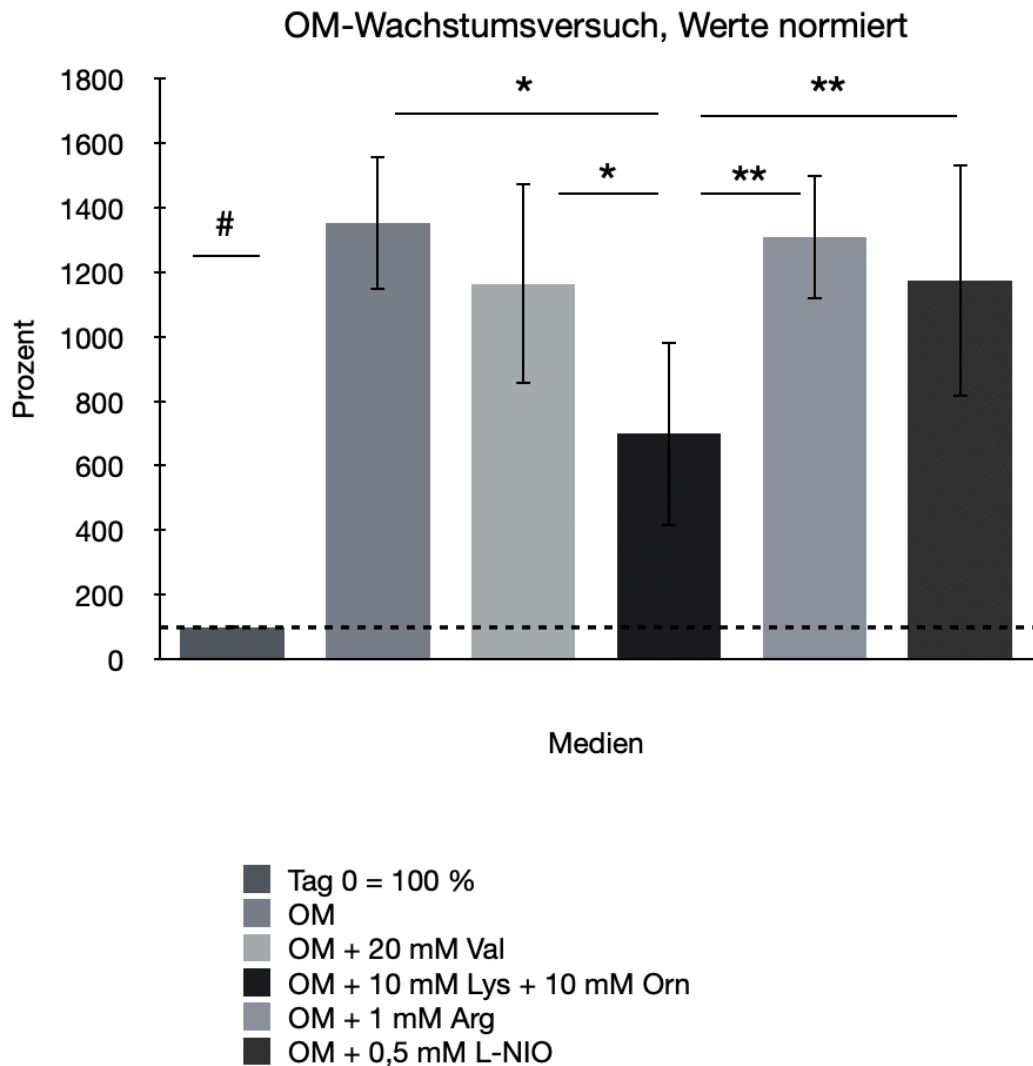 OM-Wachstumsversuch, Werte normiert
1800
1600
1400
1200
1000
800
600
400
200
0
Prozent
#
*
**
*
**
Medien
Tag 0 = 100 %
OM
OM + 20 mM Val
OM + 10 mM Lys + 10 mM Orn
OM + 1 mM Arg
OM + 0,5 mM L-NIO